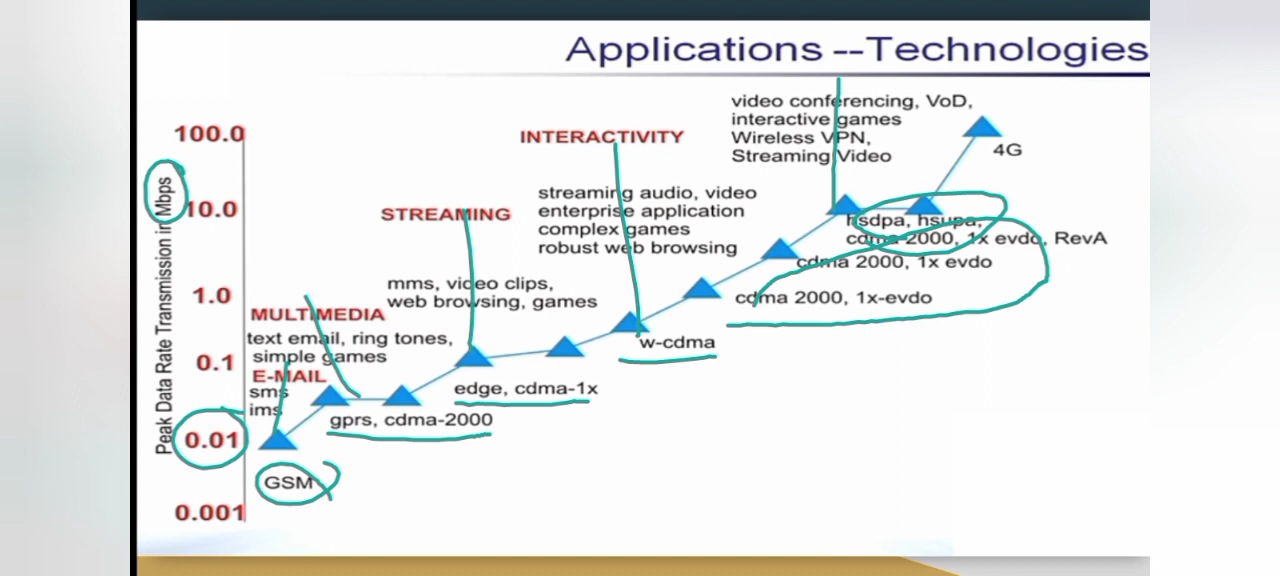 Applications --Technologies
video conferencing, VoD,
interactive games
Wireless VPN,
Streaming Video
100.0
INTERACTIVITY
4G
streaming audio, video
enterprise application
complex games
robust web browsing
Peak Data Rate Transmission in Mbps
10.0
STREAMING
hsdpa, hsupa,
cdma 2000, 1x evdo, RevA
cdma 2000, 1x evdo
mms, video clips,
web browsing, games
1.0
cdma 2000, 1x-evdo
MULTIMEDIA
text email, ring tones,
simple games
w-cdma
0.1
E-MAIL
sms
ims
edge, cdma-1x
gprs, cdma-2000
0.01
GSM
0.001